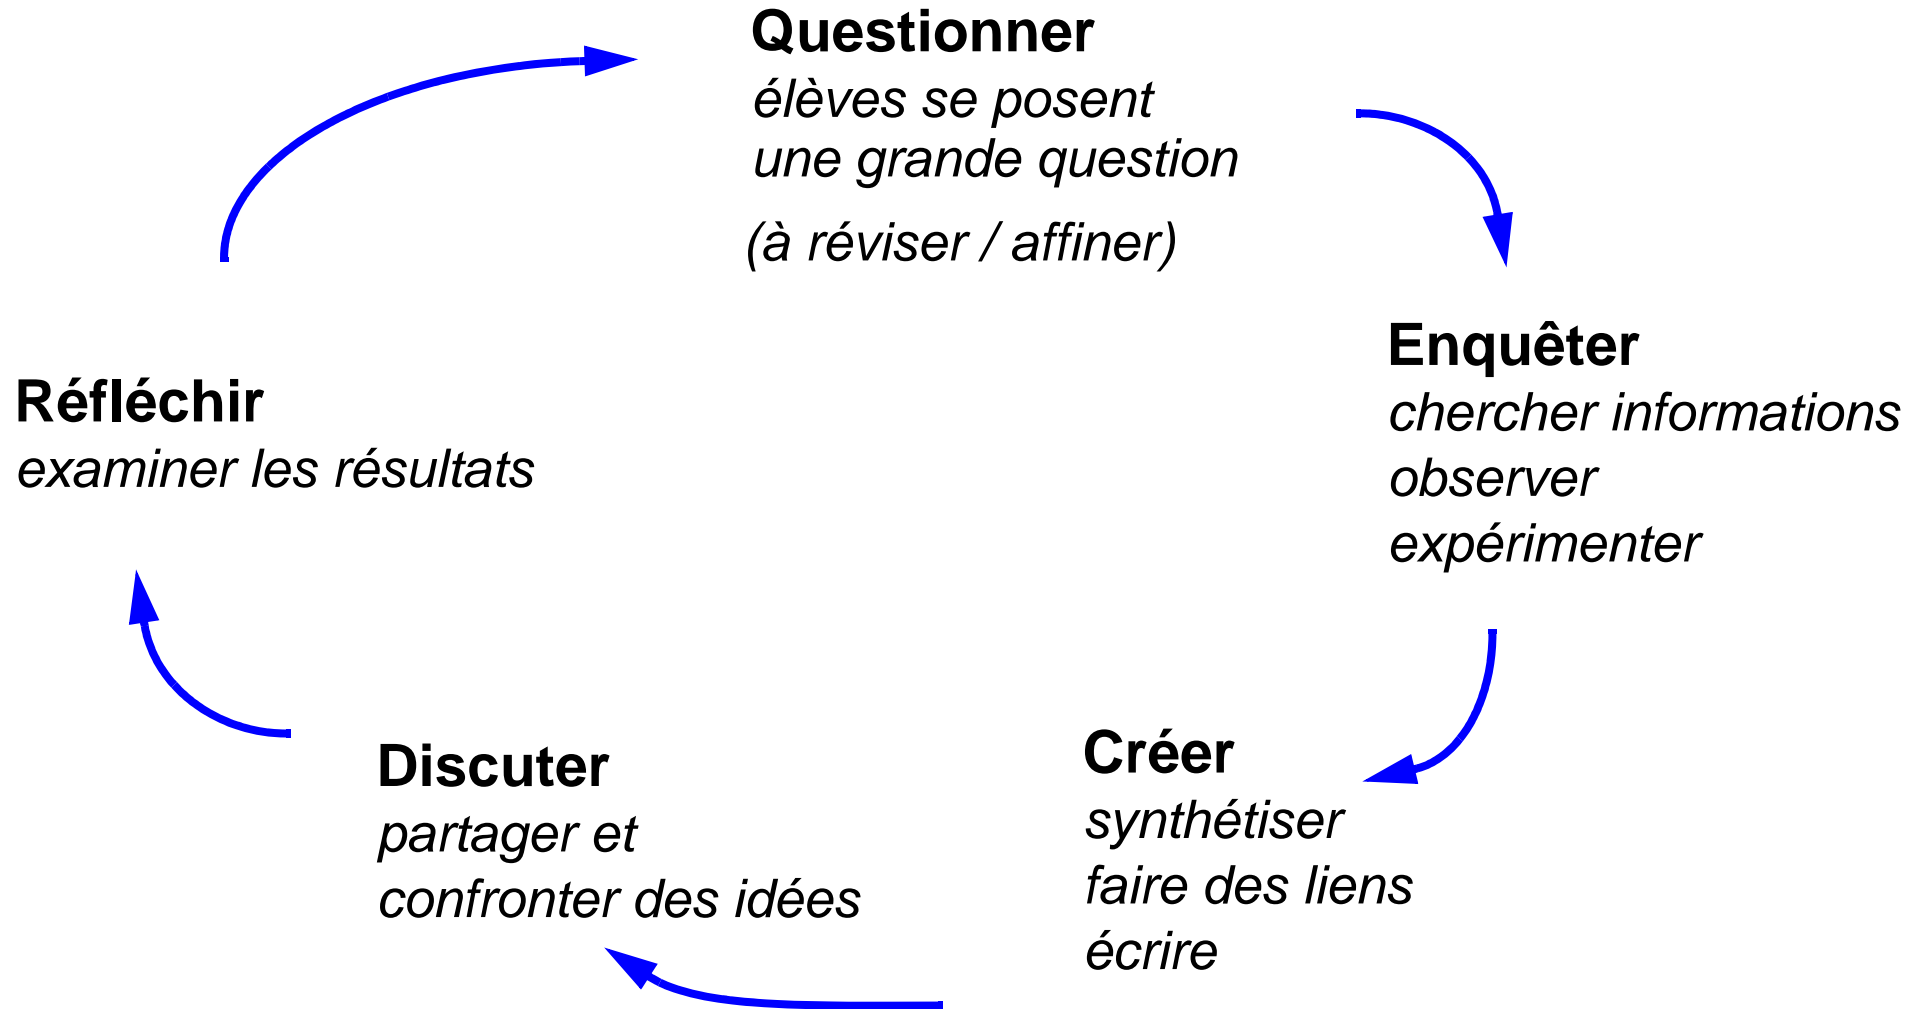 Questionner
élèves se posent
une grande question
(à réviser / affiner)
Enquêter
chercher informations
observer
expérimenter
Créer
synthétiser
faire des liens
écrire
Discuter
partager et
confronter des idées
Réfléchir
examiner les résultats